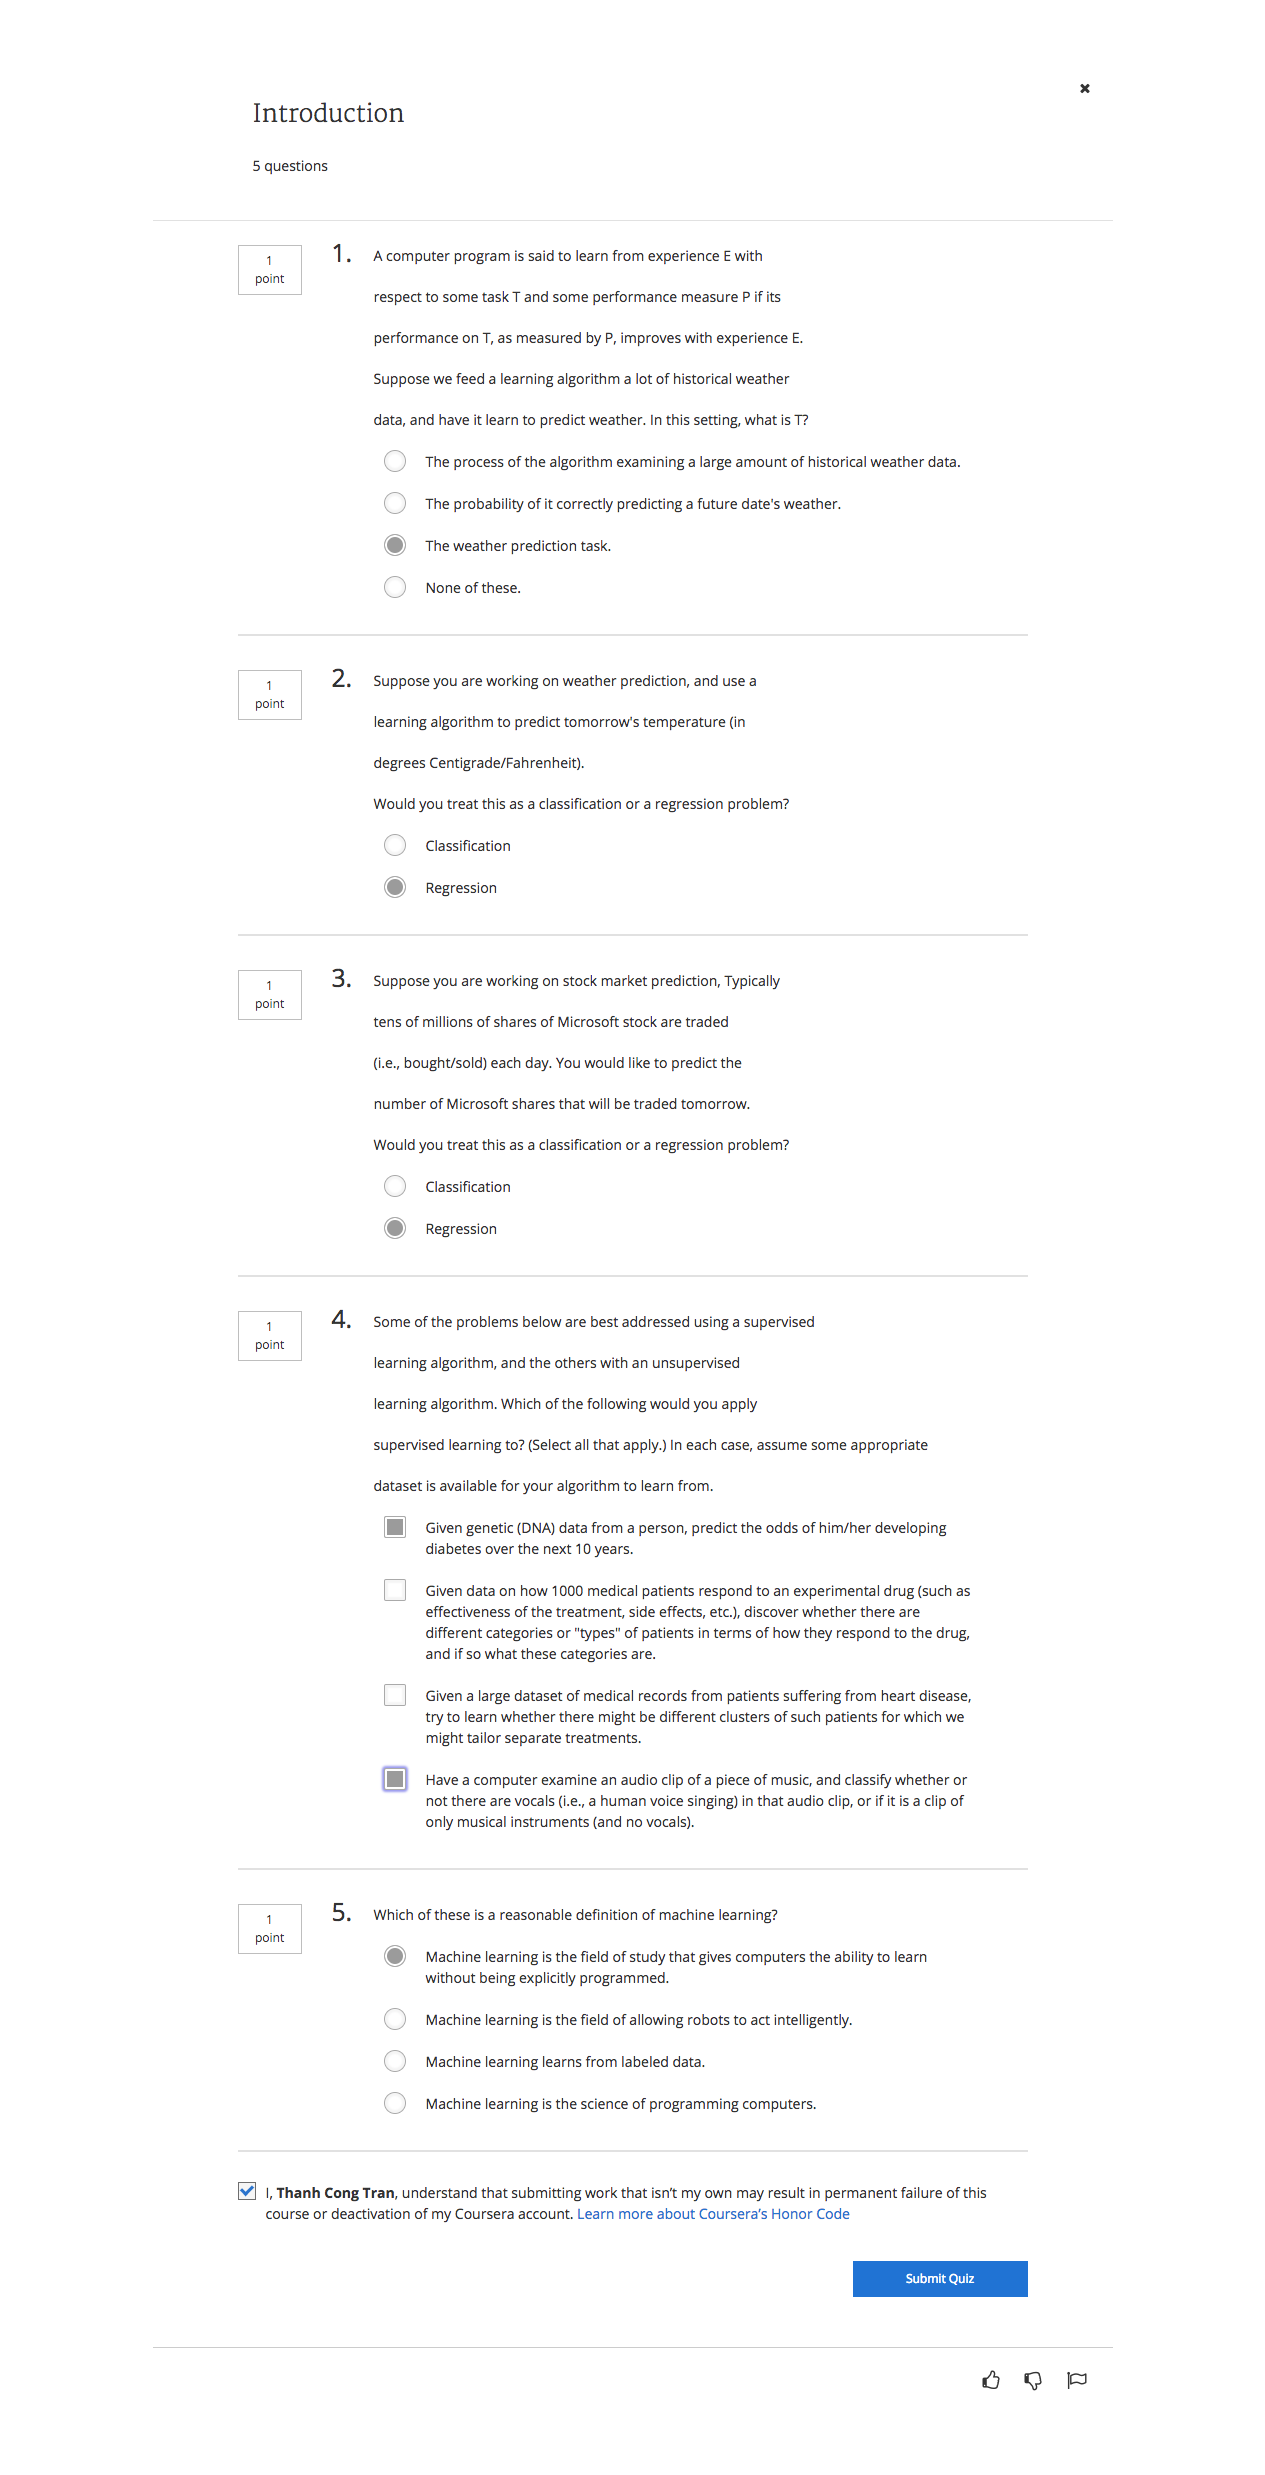 Introduction
5 questions
1
point
1.
A computer program is said to learn from experience E with
respect to some task T and some performance measure P if its
performance on T, as measured by P, improves with experience E.
Suppose we feed a learning algorithm a lot of historical weather
data, and have it learn to predict weather. In this setting, what is T?
The process of the algorithm examining a large amount of historical weather data.
The probability of it correctly predicting a future date's weather.
The weather prediction task.
None of these.
1
point
2.
Suppose you are working on weather prediction, and use a
learning algorithm to predict tomorrow's temperature (in
degrees Centigrade/Fahrenheit).
Would you treat this as a classification or a regression problem?
Classification
Regression
1
point
3.
Suppose you are working on stock market prediction, Typically
tens of millions of shares of Microsoft stock are traded
(i.e., bought/sold) each day. You would like to predict the
number of Microsoft shares that will be traded tomorrow.
Would you treat this as a classification or a regression problem?
Classification
Regression
1
point
4.
Some of the problems below are best addressed using a supervised
learning algorithm, and the others with an unsupervised
learning algorithm. Which of the following would you apply
supervised learning to? (Select all that apply.) In each case, assume some appropriate
dataset is available for your algorithm to learn from.
Given genetic (DNA) data from a person, predict the odds of him/her developing
diabetes over the next 10 years.
Given data on how 1000 medical patients respond to an experimental drug (such as
effectiveness of the treatment, side effects, etc.), discover whether there are
different categories or "types" of patients in terms of how they respond to the drug,
and if so what these categories are.
Given a large dataset of medical records from patients suffering from heart disease,
try to learn whether there might be different clusters of such patients for which we
might tailor separate treatments.
Have a computer examine an audio clip of a piece of music, and classify whether or
not there are vocals (i.e., a human voice singing) in that audio clip, or if it is a clip of
only musical instruments (and no vocals).
1
point
5.
Which of these is a reasonable definition of machine learning?
Machine learning is the field of study that gives computers the ability to learn
without being explicitly programmed.
Machine learning is the field of allowing robots to act intelligently.
Machine learning learns from labeled data.
Machine learning is the science of programming computers.
I, Thanh Cong Tran, understand that submitting work that isn't my own may result in permanent failure of this
course or deactivation of my Coursera account. Learn more about Coursera's Honor Code
Submit Quiz